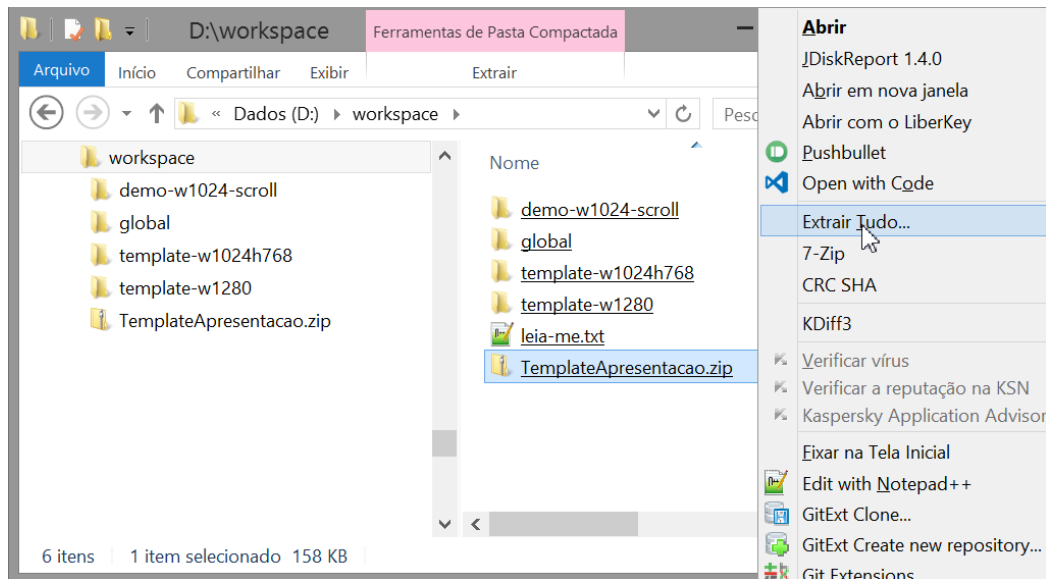 D:\workspace
Ferramentas de Pasta Compactada
Arquivo Início Compartilhar Exibir Extrair
« Dados (D:) workspace
workspace
demo-w1024-scroll
global
template-w1024h768
template-w1280
TemplateApresentacao.zip
Nome
demo-w1024-scroll
global
template-w1024h768
template-w1280
leia-me.txt
TemplateApresentacao.zip
6 itens 1 item selecionado 158 KB
Abrir
JDiskReport 1.4.0
Abrir em nova janela
Abrir com o LiberKey
Pushbullet
Open with Code
Extrair Tudo...
7-Zip
CRC SHA
KDiff3
Verificar vírus
Verificar a reputação na KSN
Kaspersky Application Advisor
Fixar na Tela Inicial
Edit with Notepad++
GitExt Clone...
GitExt Create new repository...
Git Extensions